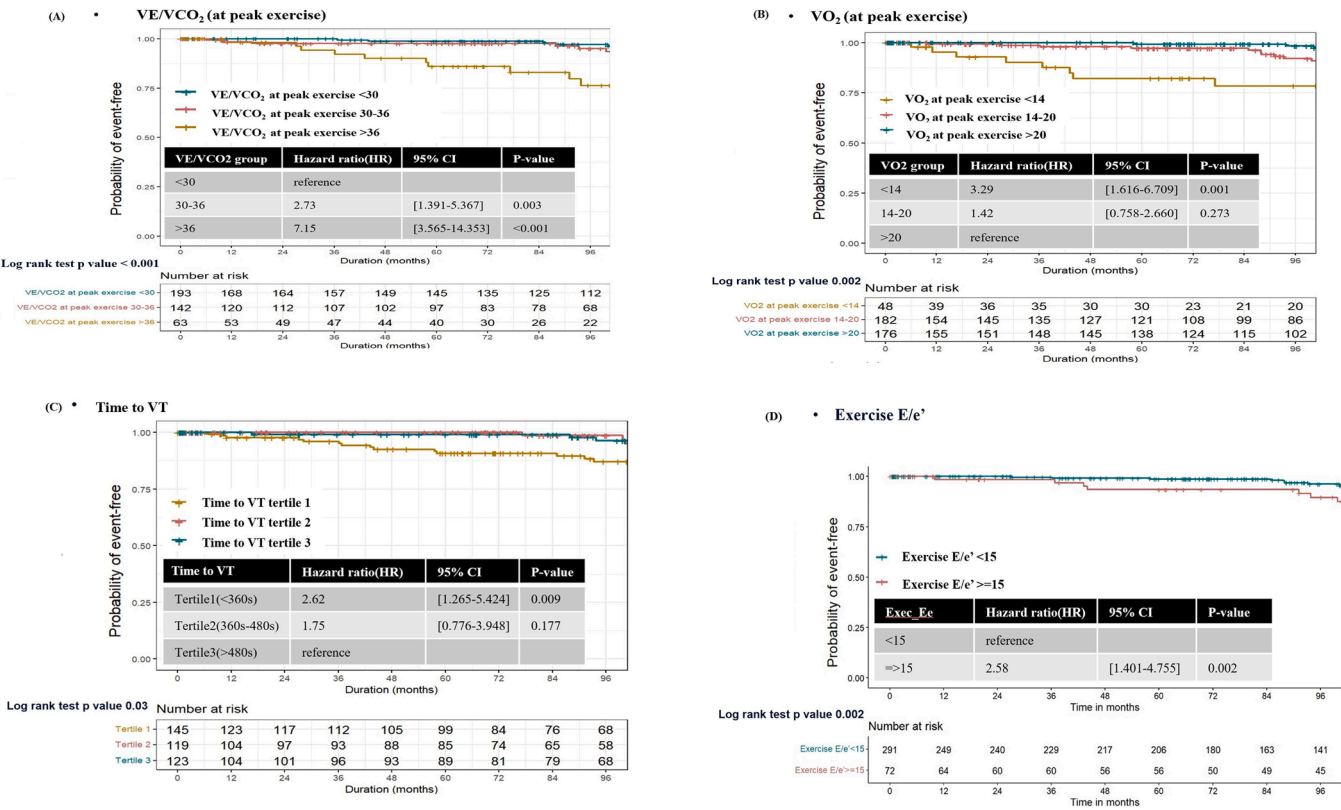 (A) • VE/VCO₂ (at peak exercise)
Probability of event-free
1.00
0.75
0.50
0.25
0.00
VE/VCO₂ at peak exercise <30
VE/VCO₂ at peak exercise 30-36
VE/VCO₂ at peak exercise >36
VE/VCO2 group Hazard ratio(HR) 95% CI P-value
<30 reference
30-36 2.73 [1.391-5.367] 0.003
>36 7.15 [3.565-14.353] <0.001
0 12 24 36 48 60 72 84 96
Duration (months)
Log rank test p value < 0.001
Number at risk
VE/VCO2 at peak exercise <30 193 168 164 157 149 145 135 125 112
VE/VCO2 at peak exercise 30-36 142 120 112 107 102 97 83 78 68
VE/VCO2 at peak exercise >36 63 53 49 47 44 40 30 26 22
0 12 24 36 48 60 72 84 96
Duration (months)
(B) • VO₂ (at peak exercise)
Probability of event-free
1.00
0.75
0.50
0.25
0.00
VO₂ at peak exercise <14
VO₂ at peak exercise 14-20
VO₂ at peak exercise >20
VO2 group Hazard ratio(HR) 95% CI P-value
<14 3.29 [1.616-6.709] 0.001
14-20 1.42 [0.758-2.660] 0.273
>20 reference
0 12 24 36 48 60 72 84 96
Duration (months)
Log rank test p value 0.002
Number at risk
VO2 at peak exercise <14 48 39 36 35 30 30 23 21 20
VO2 at peak exercise 14-20 182 154 145 135 127 121 108 99 86
VO2 at peak exercise >20 176 155 151 148 145 138 124 115 102
0 12 24 36 48 60 72 84 96
Duration (months)
(C) • Time to VT
Probability of event-free
1.00
0.75
0.50
0.25
0.00
Time to VT tertile 1
Time to VT tertile 2
Time to VT tertile 3
Time to VT Hazard ratio(HR) 95% CI P-value
Tertile1(<360s) 2.62 [1.265-5.424] 0.009
Tertile2(360s-480s) 1.75 [0.776-3.948] 0.177
Tertile3(>480s) reference
0 12 24 36 48 60 72 84 96
Duration (months)
Log rank test p value 0.03
Number at risk
Tertile 1 145 123 117 112 105 99 84 76 68
Tertile 2 119 104 97 93 88 85 74 65 58
Tertile 3 123 104 101 96 93 89 81 79 68
0 12 24 36 48 60 72 84 96
Duration (months)
(D) • Exercise E/e’
Probability of event-free
1.00
0.75
0.50
0.25
0.00
Exercise E/e’ <15
Exercise E/e’ >=15
Exec_Ee Hazard ratio(HR) 95% CI P-value
<15 reference
=>15 2.58 [1.401-4.755] 0.002
0 12 24 36 48 60 72 84 96
Time in months
Log rank test p value 0.002
Number at risk
Exercise E/e'<15 291 249 240 229 217 206 180 163 141
Exercise E/e'>=15 72 64 60 60 56 56 50 49 45
0 12 24 36 48 60 72 84 96
Time in months